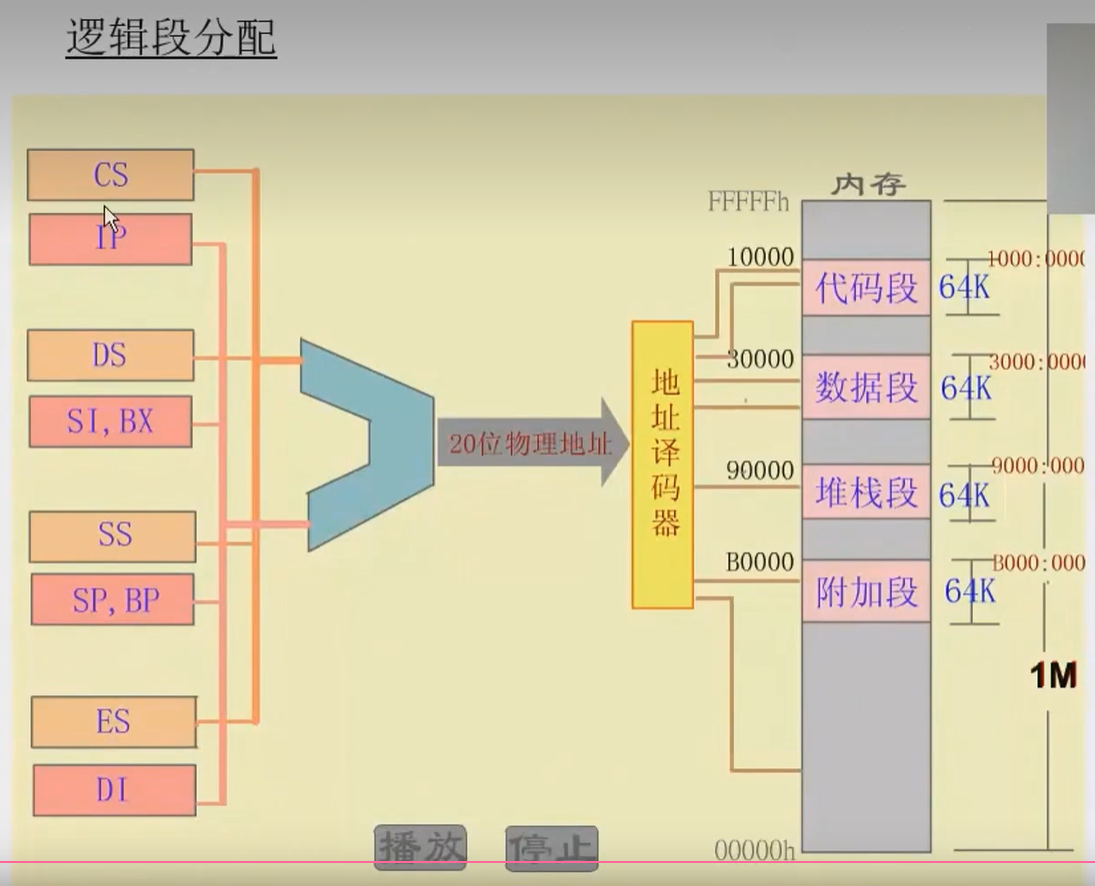 逻辑段分配
CS
IP
DS
SI,BX
SS
SP,BP
ES
DI
20位物理地址
地址译码器
内存
FFFFFh
10000
代码段
64K
1000:0000
30000
数据段
64K
3000:0000
90000
堆栈段
64K
9000:000
B0000
附加段
64K
B000:000
1M
00000h
播放
停止